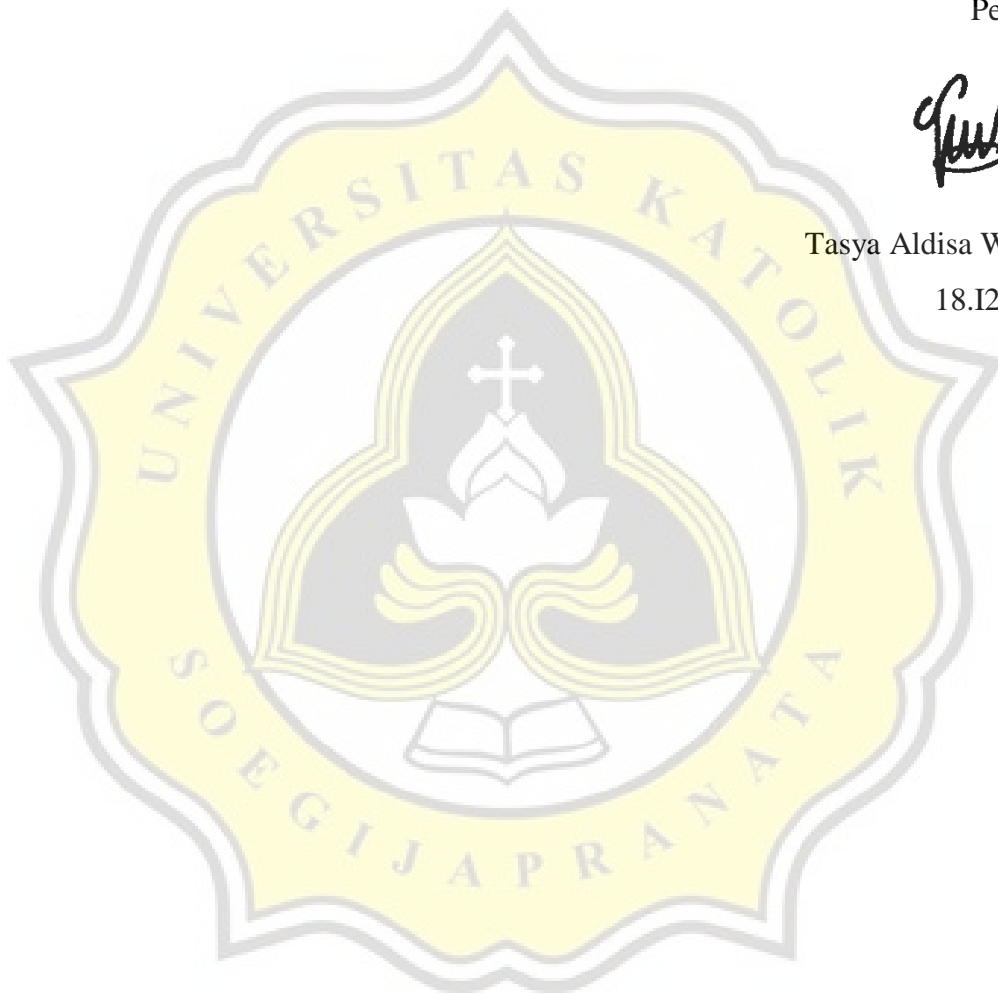 Pe
Tasya Aldisa W
18.I2
UNIVERSITAS KATOLIK
SOEGIJAPRANATA